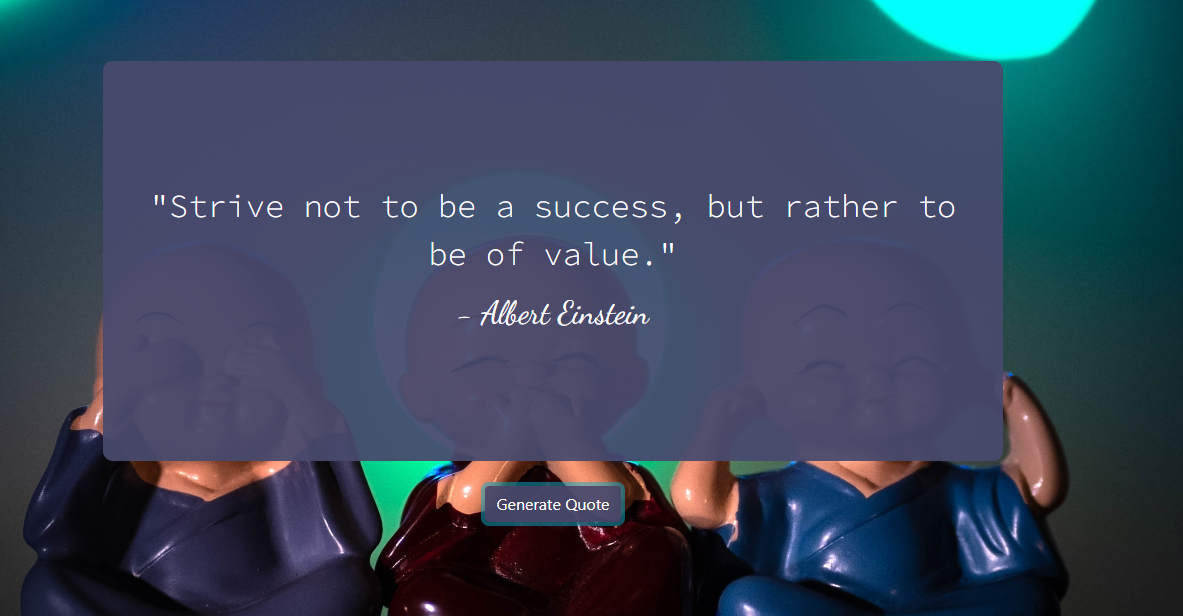 "Strive not to be a success, but rather to
be of value."
- Albert Einstein
Generate Quote